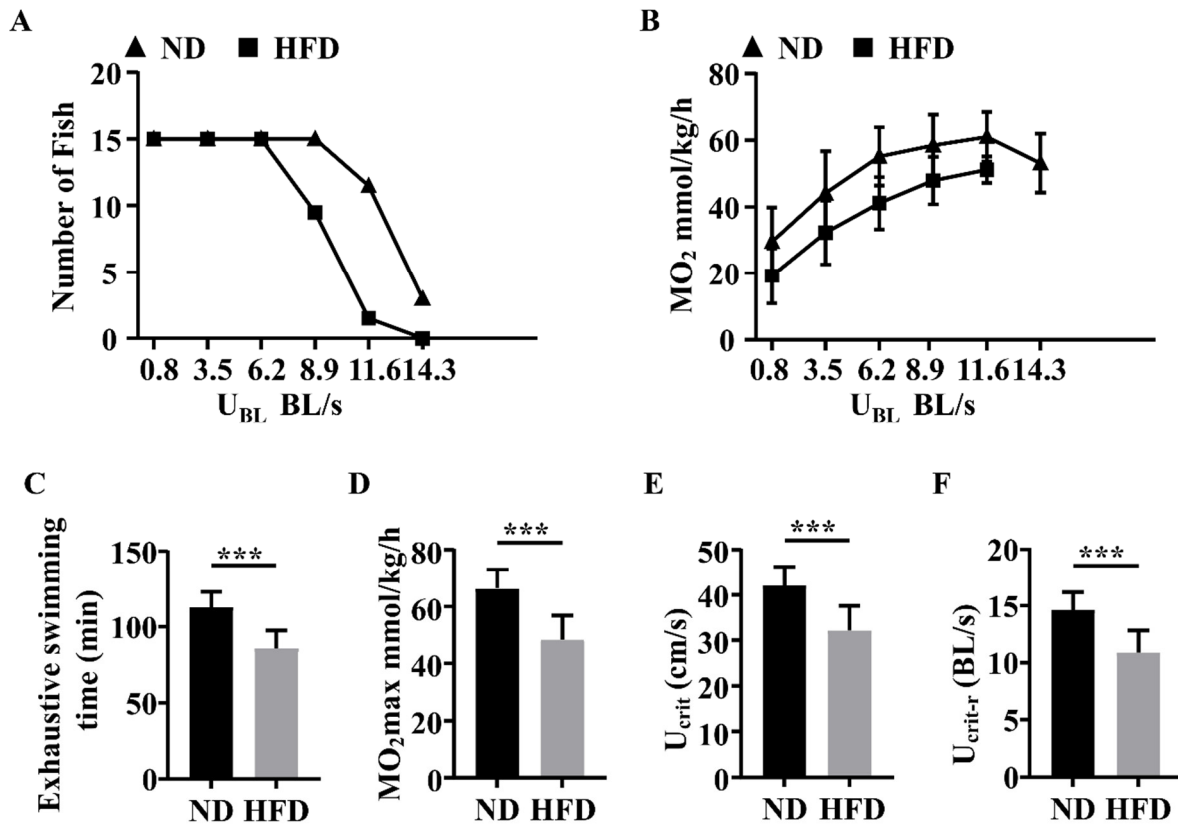 A
ND HFD
Number of Fish
20
15
10
5
0
0.8 3.5 6.2 8.9 11.6 14.3
U_BL BL/s
B
ND HFD
MO₂ mmol/kg/h
80
60
40
20
0
0.8 3.5 6.2 8.9 11.6 14.3
U_BL BL/s
C
Exhaustive swimming
time (min)
150
100
50
0
***
ND HFD
D
MO₂max mmol/kg/h
80
60
40
20
0
***
ND HFD
E
U_crit (cm/s)
50
40
30
20
10
0
***
ND HFD
F
U_crit-r (BL/s)
20
15
10
5
0
***
ND HFD